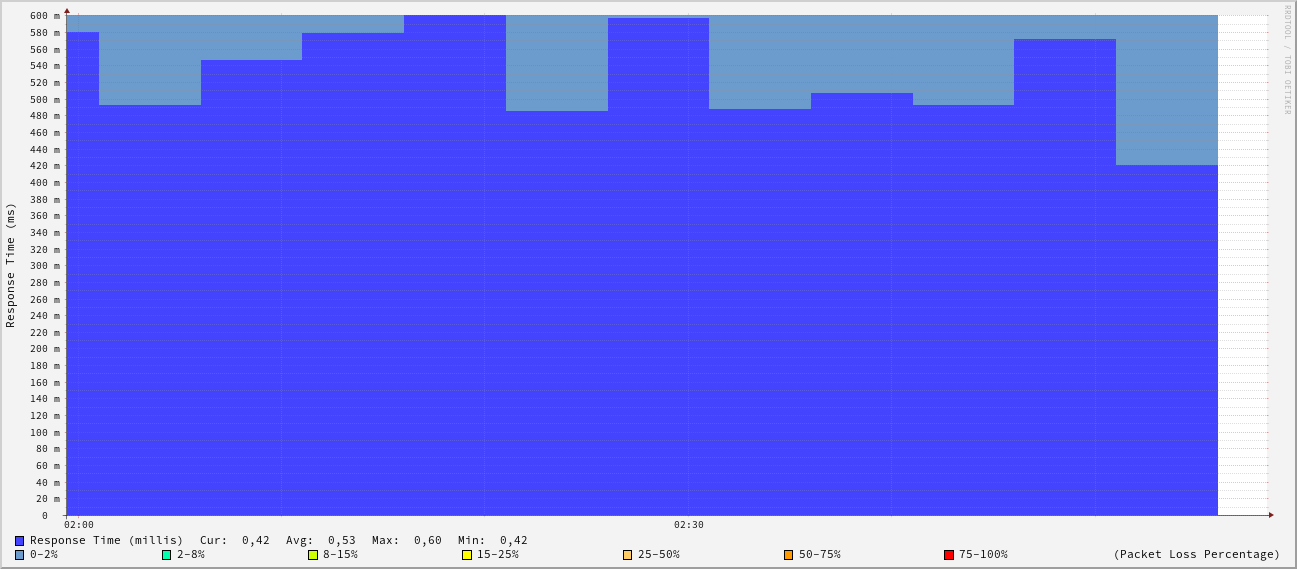 RRDTOOL / TOBI OETIKER
Response Time (ms)
600 m
580 m
560 m
540 m
520 m
500 m
480 m
460 m
440 m
420 m
400 m
380 m
360 m
340 m
320 m
300 m
280 m
260 m
240 m
220 m
200 m
180 m
160 m
140 m
120 m
100 m
80 m
60 m
40 m
20 m
0
02:00 02:30
Response Time (millis) Cur: 0,42 Avg: 0,53 Max: 0,60 Min: 0,42
0-2% 2-8% 8-15% 15-25% 25-50% 50-75% 75-100% (Packet Loss Percentage)